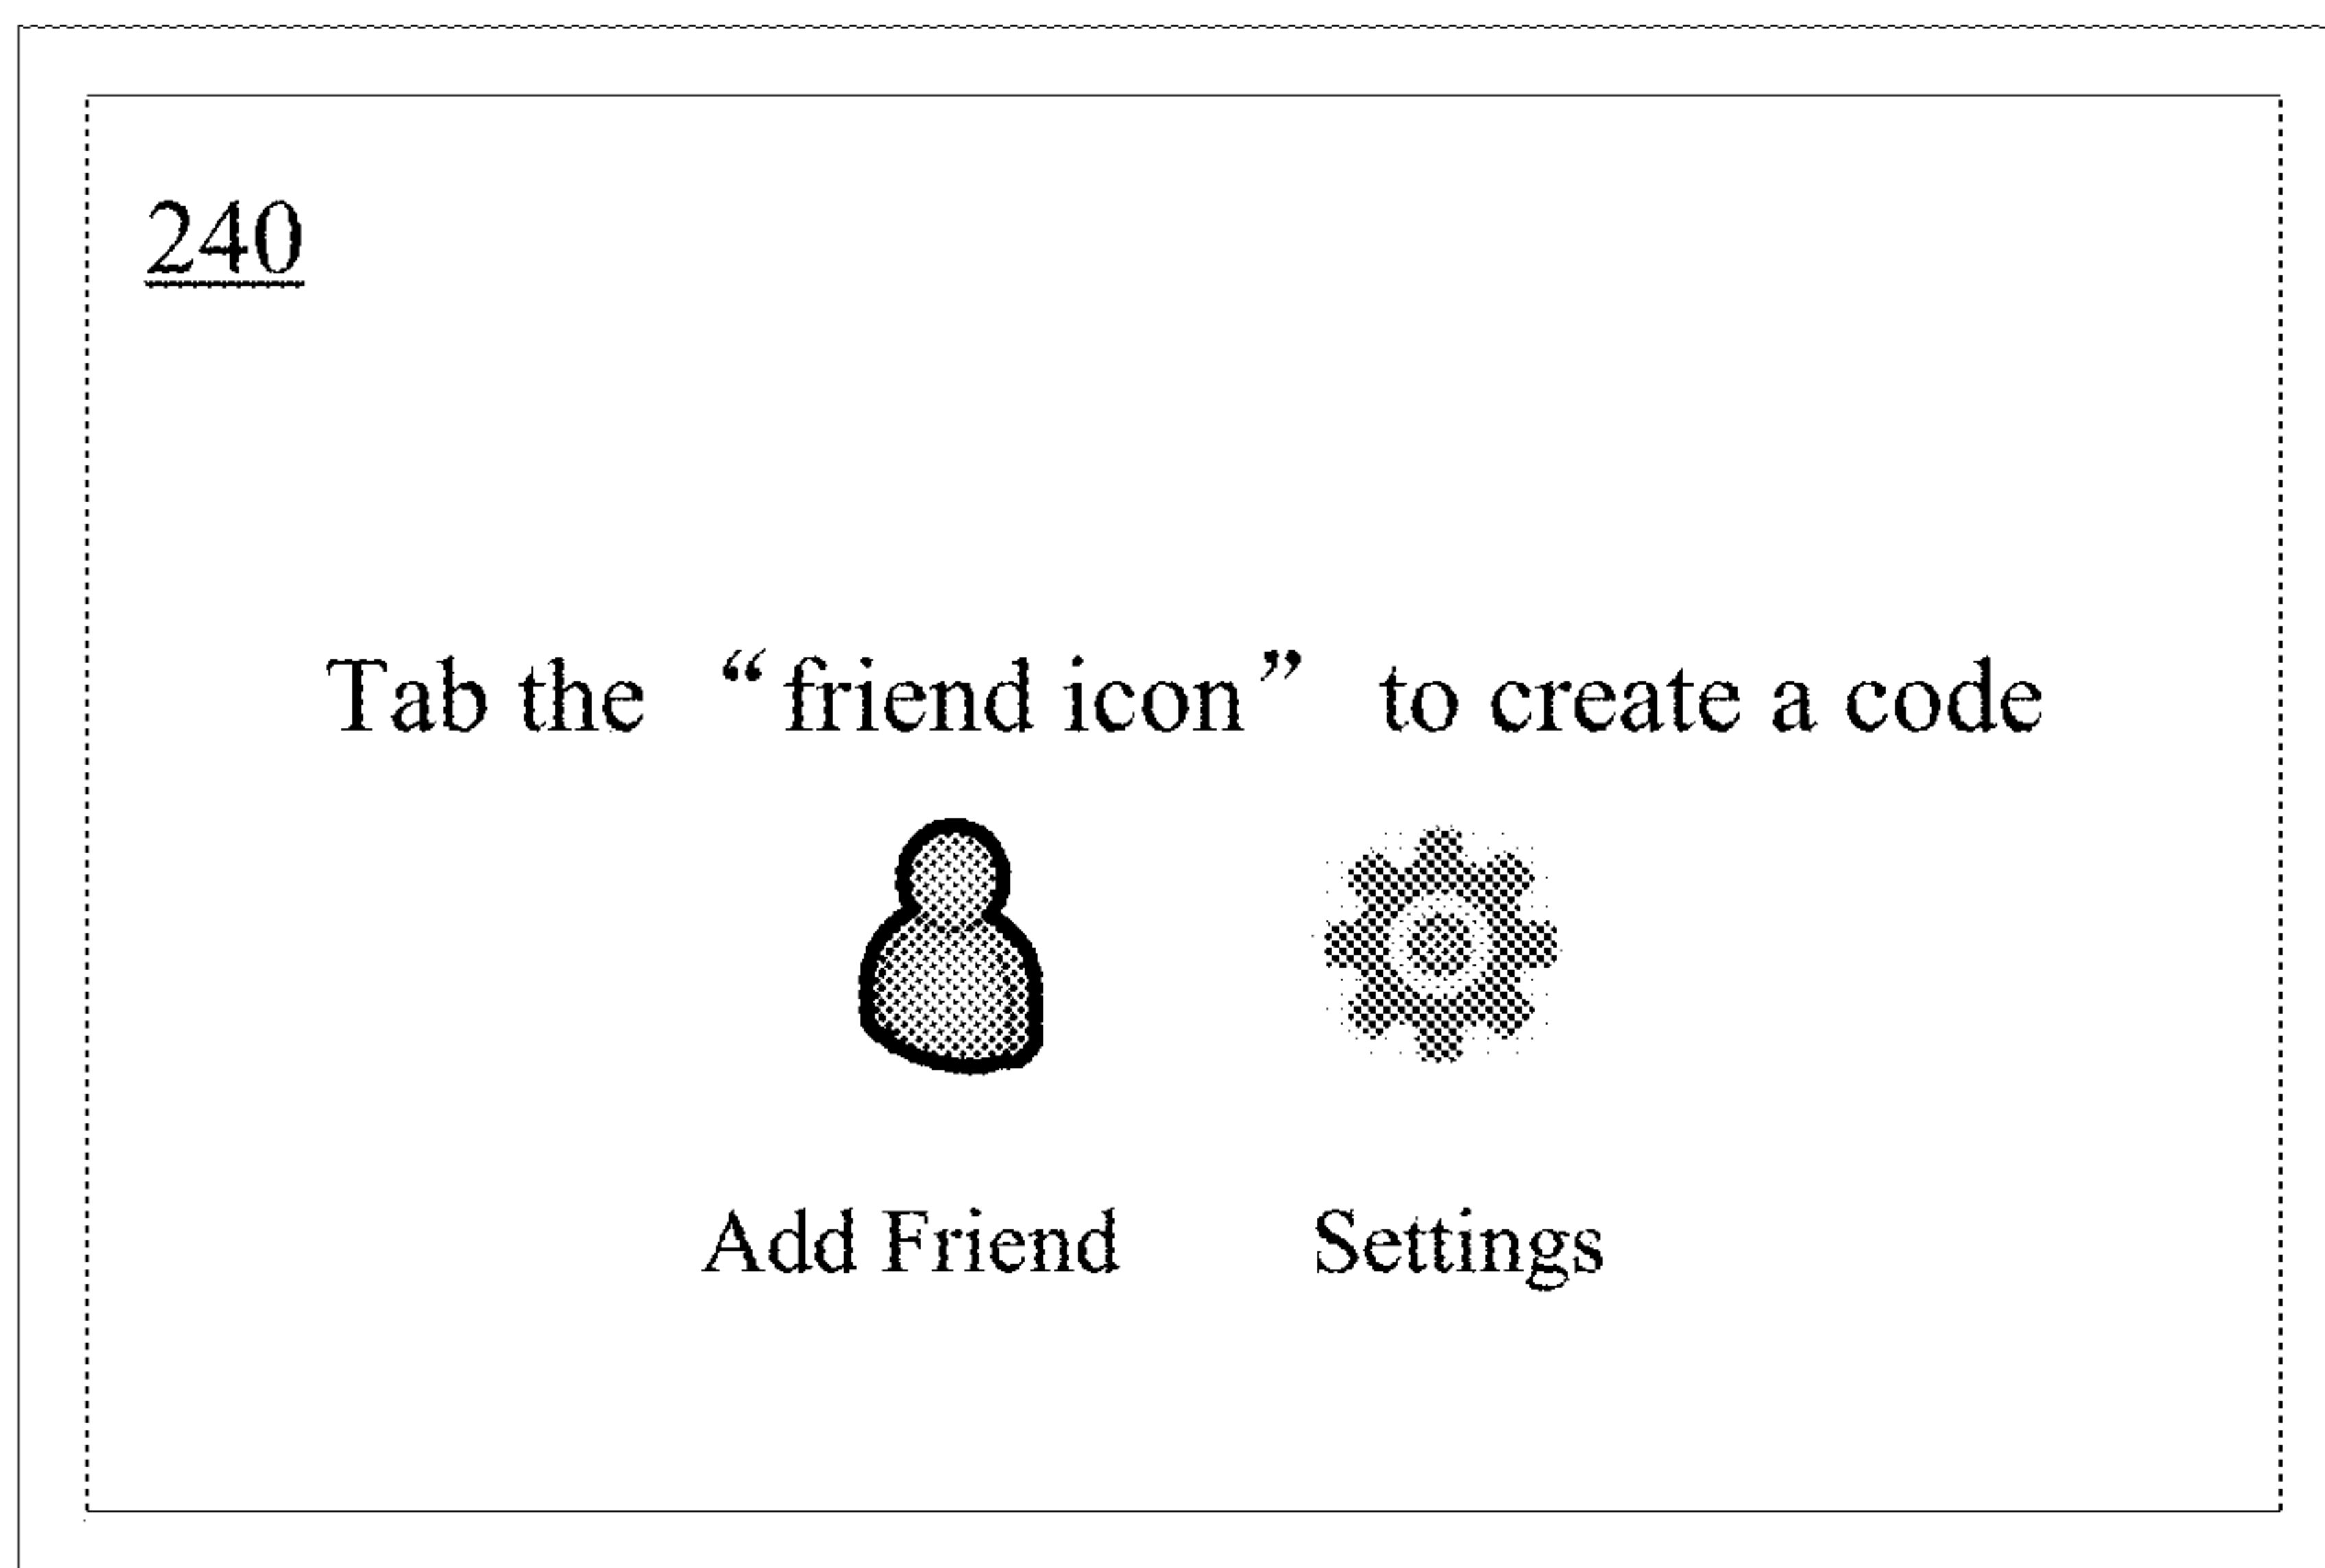 240
Tab the “friend icon” to create a code
Add Friend Settings